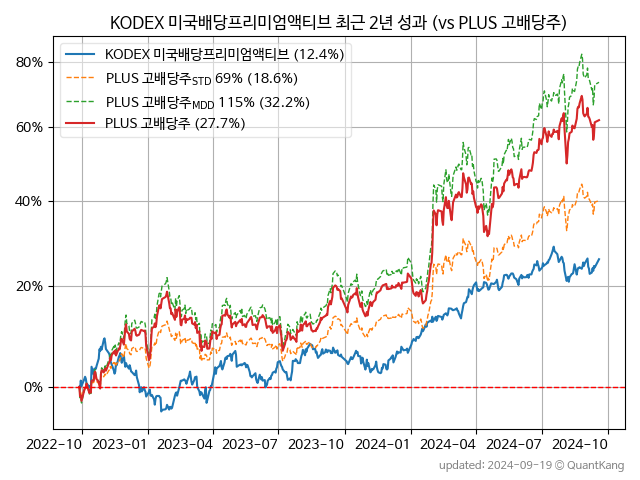 KODEX 미국배당프리미엄액티브 최근 2년 성과 (vs PLUS 고배당주)
KODEX 미국배당프리미엄액티브 (12.4%)
PLUS 고배당주STD 69% (18.6%)
PLUS 고배당주MDD 115% (32.2%)
PLUS 고배당주 (27.7%)
80%
60%
40%
20%
0%
2022-10 2023-01 2023-04 2023-07 2023-10 2024-01 2024-04 2024-07 2024-10
updated: 2024-09-19 © QuantKang